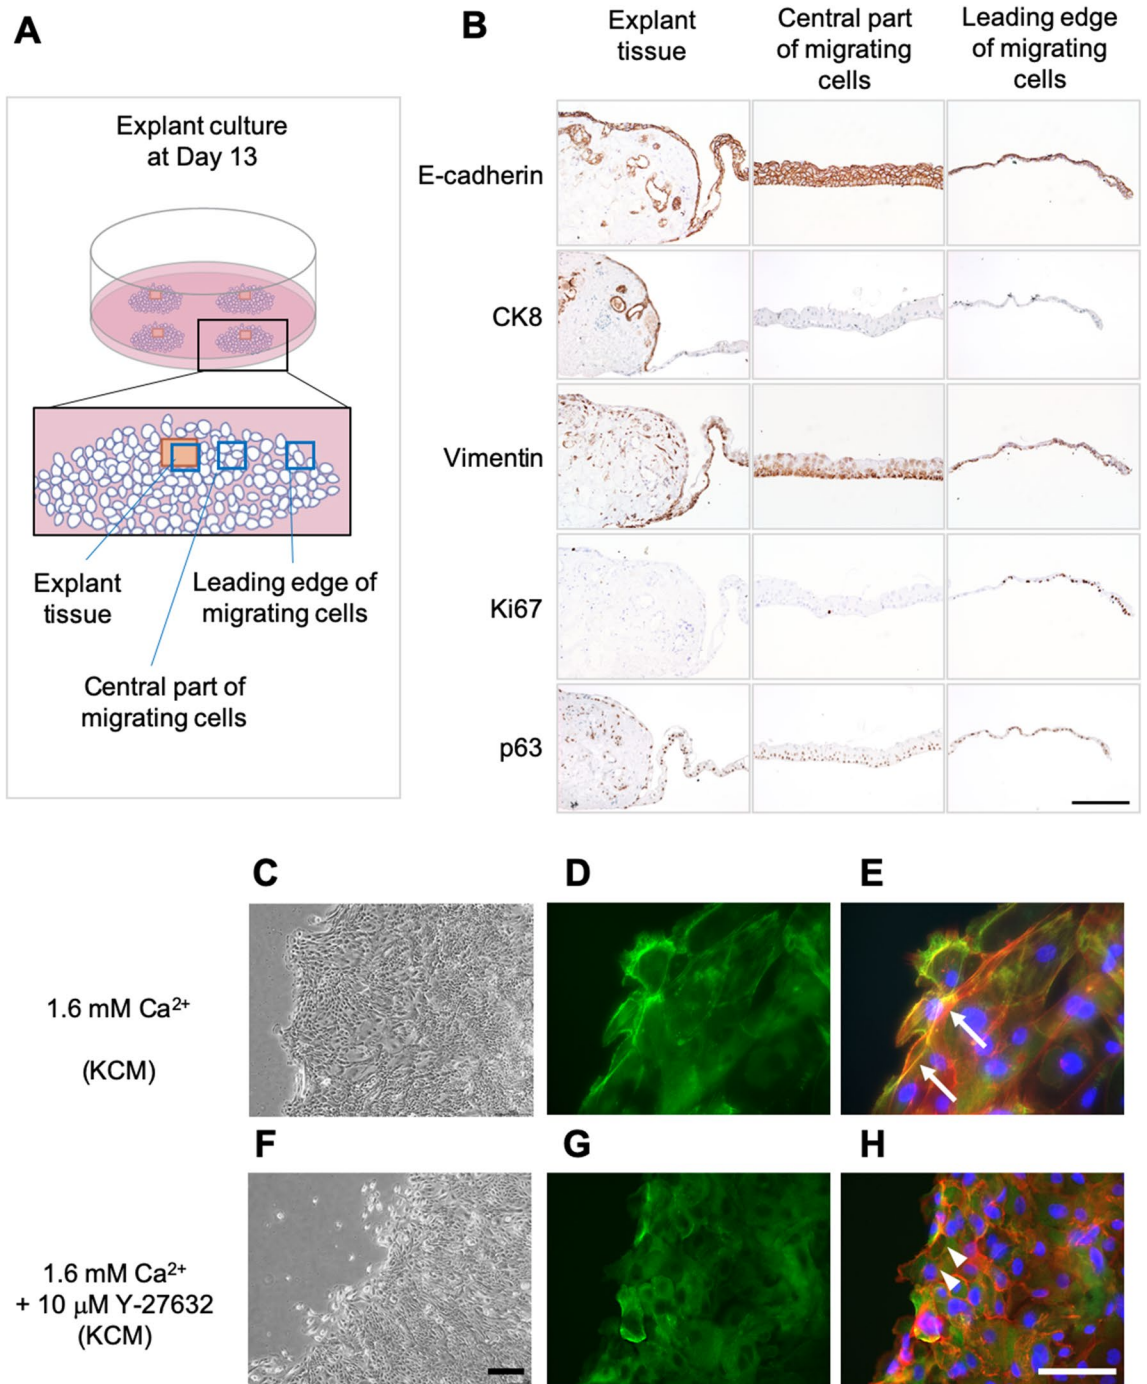 A
Explant culture
at Day 13
Explant
tissue
Leading edge of
migrating cells
Central part of
migrating cells
B
Explant
tissue
Central part
of migrating
cells
Leading edge
of migrating
cells
E-cadherin
CK8
Vimentin
Ki67
p63
C
D
E
1.6 mM Ca²⁺
(KCM)
F
G
H
1.6 mM Ca²⁺
+ 10 μM Y-27632
(KCM)